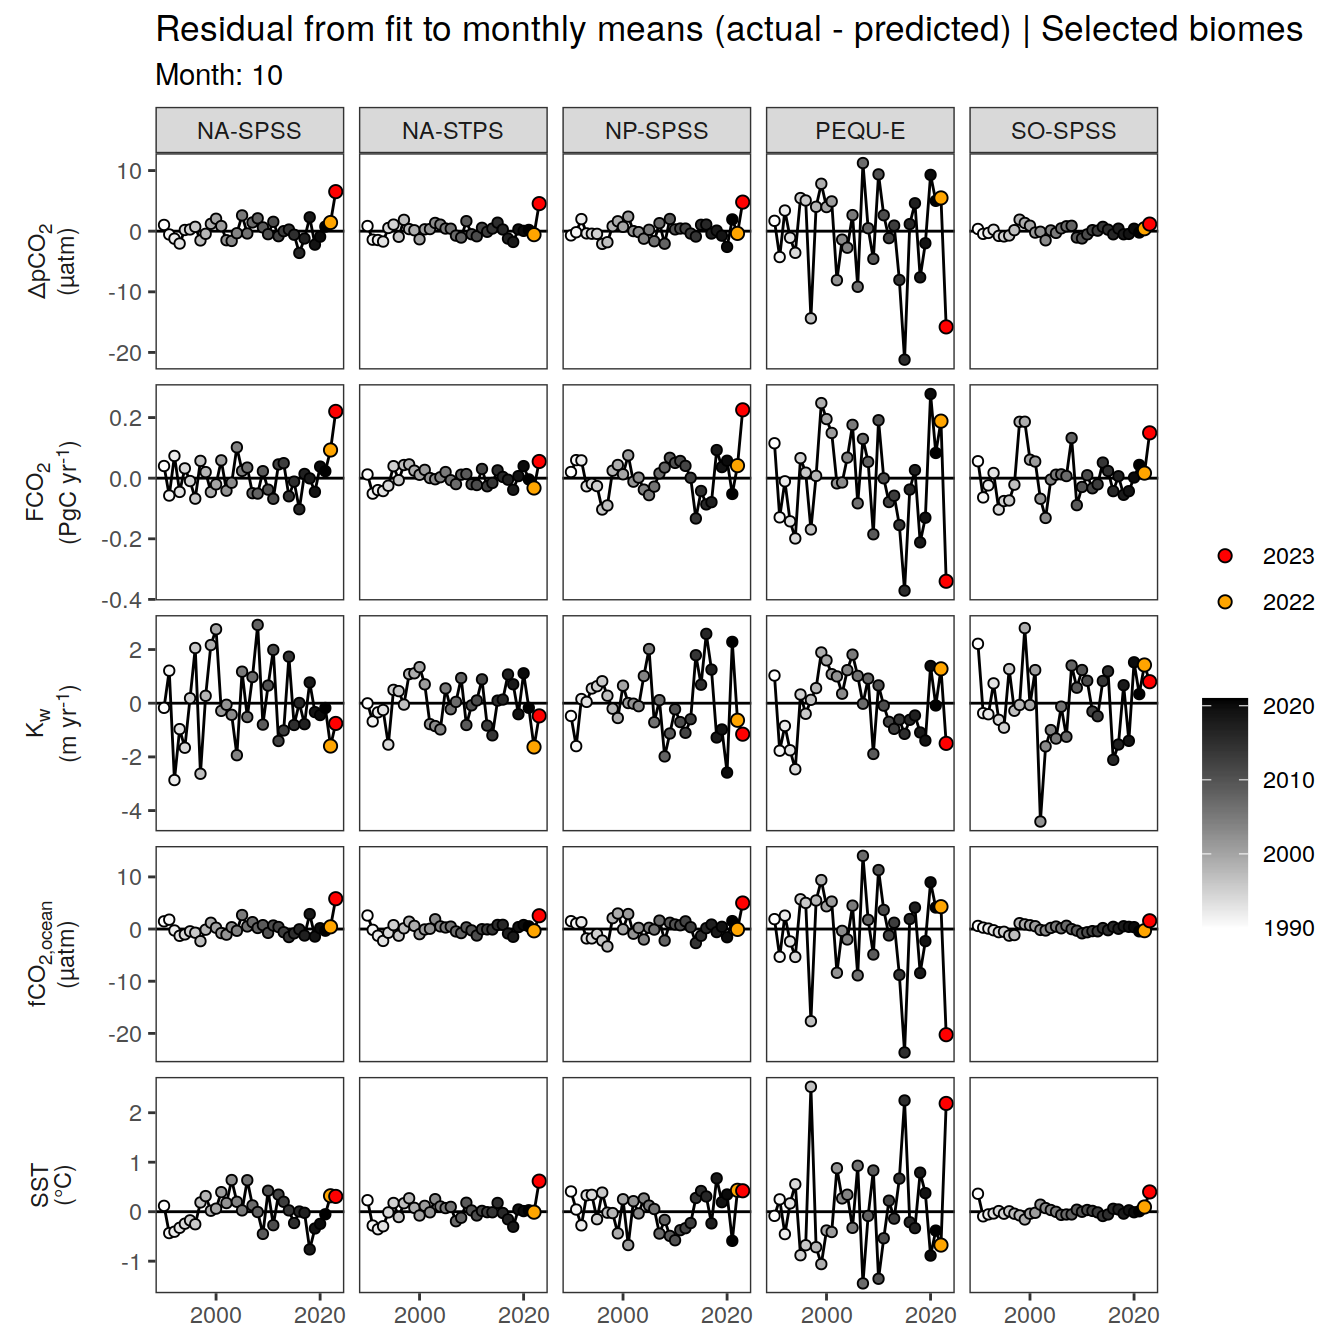 Residual from fit to monthly means (actual - predicted) | Selected biomes
Month: 10
NA-SPSS
NA-STPS
NP-SPSS
PEQU-E
SO-SPSS
ΔpCO₂
(µatm)
10
0
-10
-20
FCO₂
(PgC yr⁻¹)
0.2
0.0
-0.2
-0.4
K_w
(m yr⁻¹)
2
0
-2
-4
fCO₂,ocean
(µatm)
10
0
-10
-20
SST
(°C)
2
1
0
-1
2000
2020
2000
2020
2000
2020
2000
2020
2000
2020
2023
2022
2020
2010
2000
1990